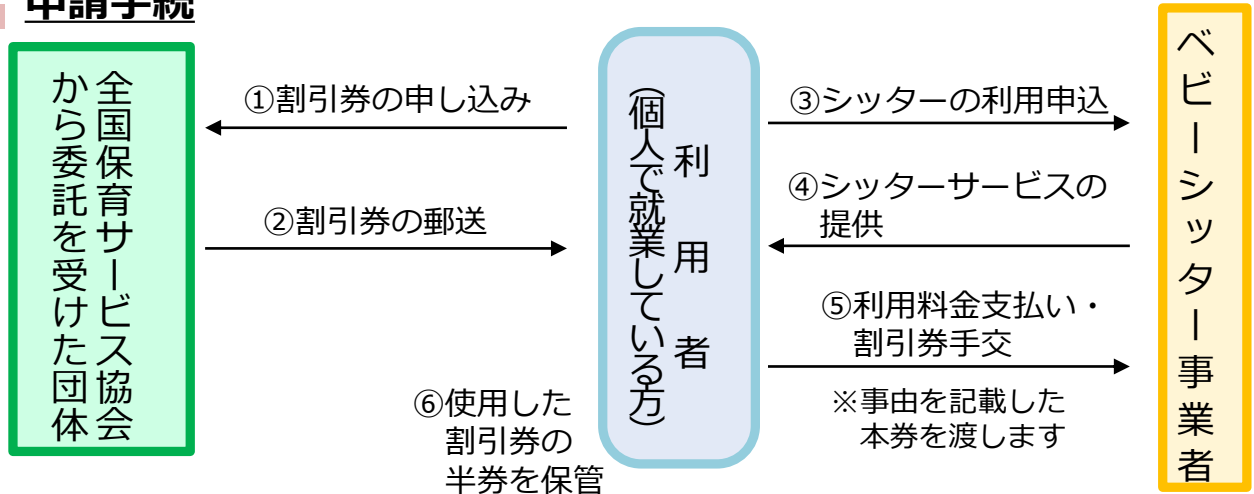 申請手続
全国保育サービス協会
から委託を受けた団体
①割引券の申し込み
②割引券の郵送
利用者
（個人で就業している方）
⑥使用した
割引券の
半券を保管
③シッターの利用申込
④シッターサービスの
提供
⑤利用料金支払い・
割引券手交
※事由を記載した
本券を渡します
ベビーシッター事業者